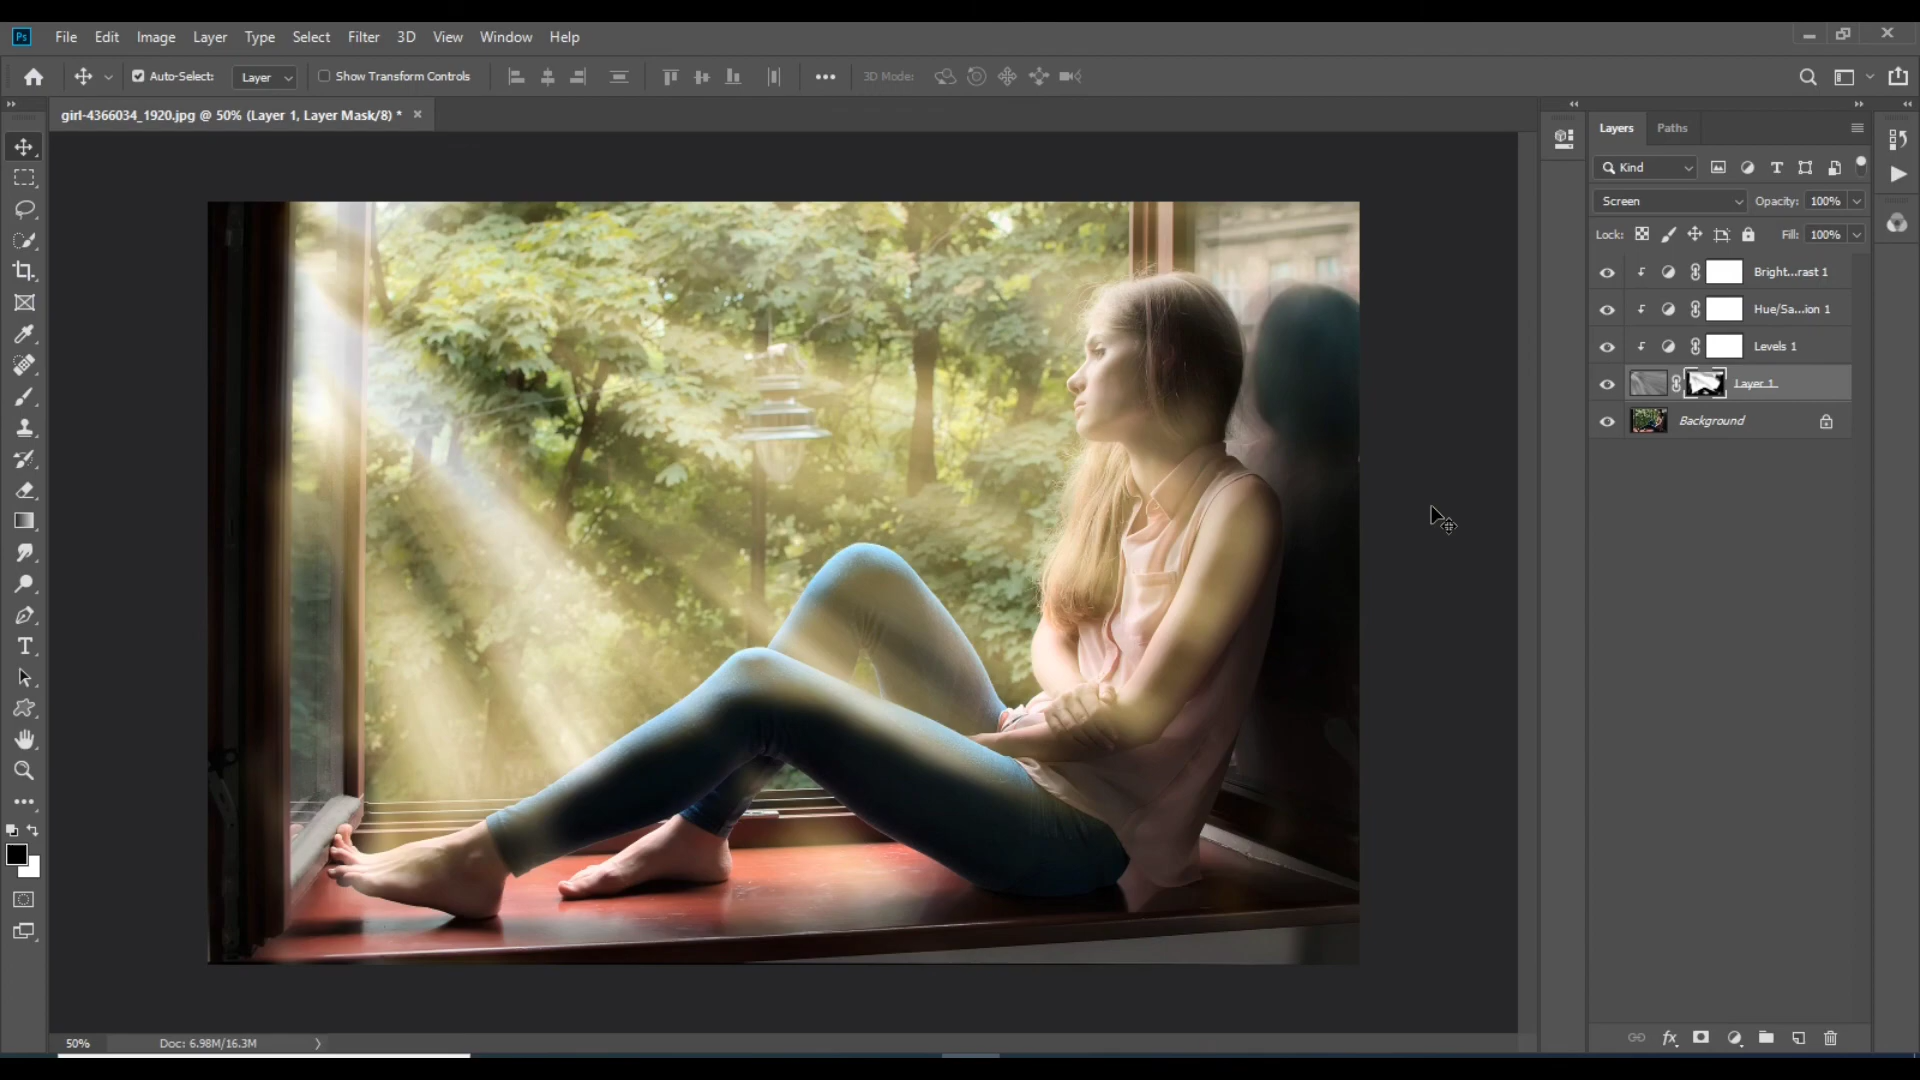 Ps File Edit Image Layer Type Select Filter 3D View Window Help
Auto-Select: Layer Show Transform Controls 3D Mode:
girl-4366034_1920.jpg @ 50% (Layer 1, Layer Mask/8) *
Layers Paths
Kind
Screen Opacity: 100%
Lock: Fill: 100%
Bright...rast 1
Hue/Sa...ion 1
Levels 1
Layer 1
Background
50% Doc: 6.98M/16.3M